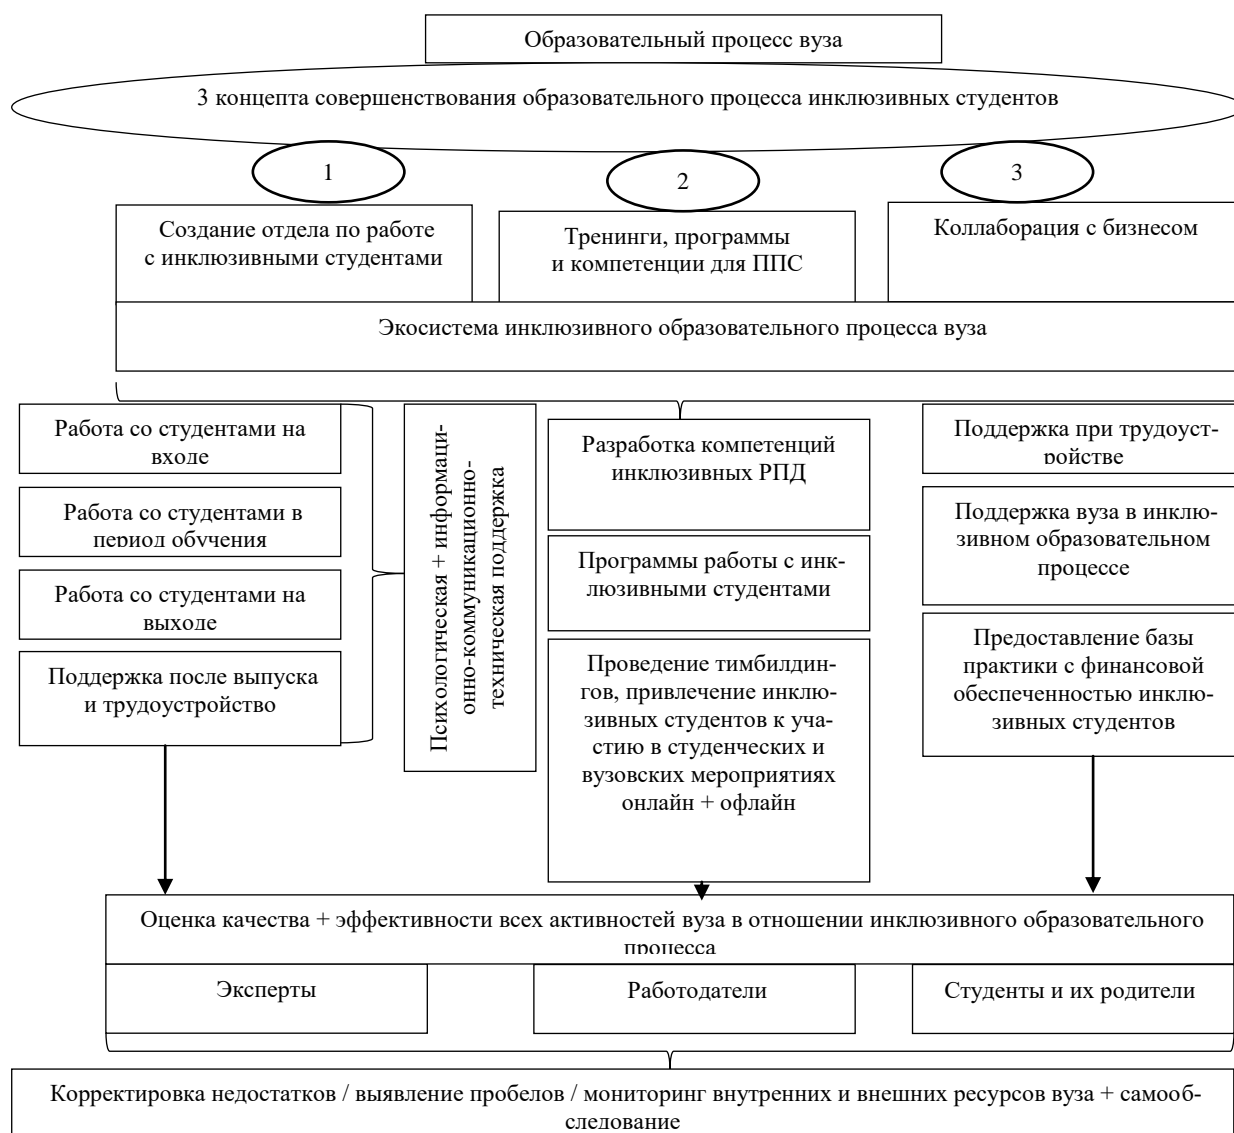 Образовательный процесс вуза
3 концепта совершенствования образовательного процесса инклюзивных студентов
1
2
3
Создание отдела по работе
с инклюзивными студентами
Тренинги, программы
и компетенции для ППС
Коллаборация с бизнесом
Экосистема инклюзивного образовательного процесса вуза
Работа со студентами на
входе
Работа со студентами в
период обучения
Работа со студентами на
выходе
Поддержка после выпуска
и трудоустройство
Психологическая + информаци-
онно-коммуникационно-
техническая поддержка
Разработка компетенций
инклюзивных РПД
Программы работы с инк-
люзивными студентами
Проведение тимбилдин-
гов, привлечение инклю-
зивных студентов к уча-
стию в студенческих и
вузовских мероприятиях
онлайн + офлайн
Поддержка при трудоуст-
ройстве
Поддержка вуза в инклю-
зивном образовательном
процессе
Предоставление базы
практики с финансовой
обеспеченностью инклю-
зивных студентов
Оценка качества + эффективности всех активностей вуза в отношении инклюзивного образовательного
процесса
Эксперты
Работодатели
Студенты и их родители
Корректировка недостатков / выявление пробелов / мониторинг внутренних и внешних ресурсов вуза + самооб-
следование